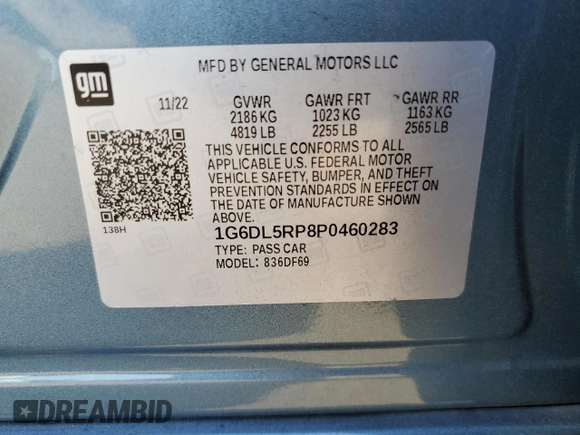 gm
MFD BY GENERAL MOTORS LLC
11/22 GVWR GAWR FRT GAWR RR
2186 KG 1023 KG 1163 KG
4819 LB 2255 LB 2565 LB
THIS VEHICLE CONFORMS TO ALL
APPLICABLE U.S. FEDERAL MOTOR
VEHICLE SAFETY, BUMPER, AND THEFT
PREVENTION STANDARDS IN EFFECT ON
THE DATE OF MANUFACTURE SHOWN
ABOVE.
138H
1G6DL5RP8P0460283
TYPE: PASS CAR
MODEL: 836DF69
DREAMBID